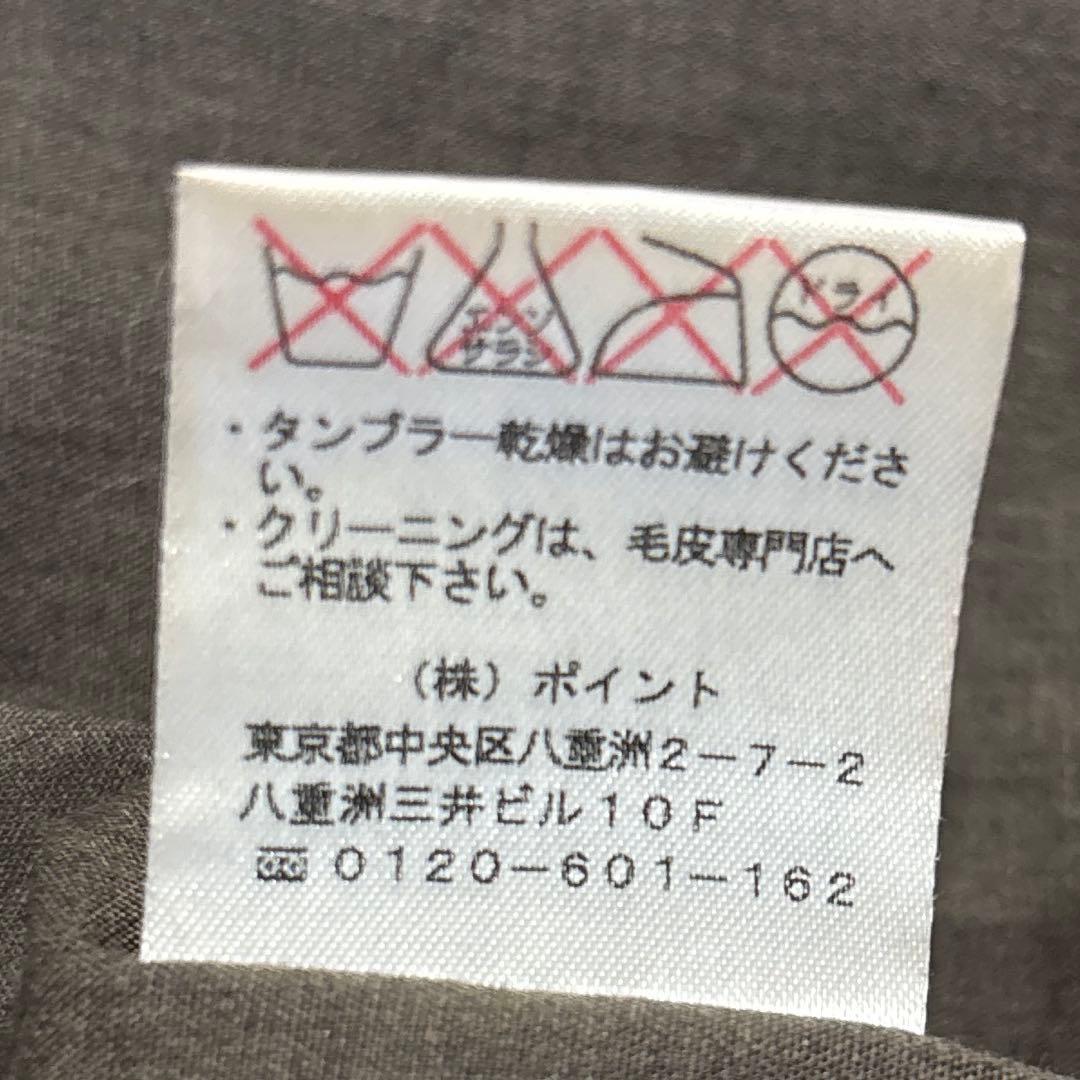 エンソ
サラシ
ドライ
・タンブラー乾燥はお避けくださ
い。
・クリーニングは、毛皮専門店へ
ご相談下さい。
（株）ポイント
東京都中央区八重洲2－7－2
八重洲三井ビル10F
0120－601－162